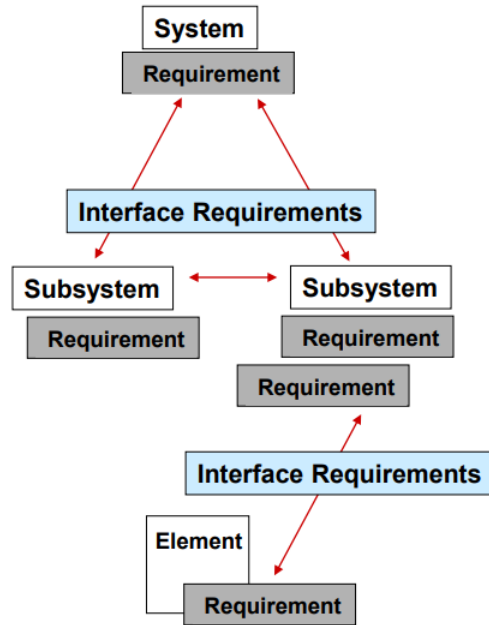 System
Requirement
Interface Requirements
Subsystem
Subsystem
Requirement
Requirement
Requirement
Interface Requirements
Element
Requirement